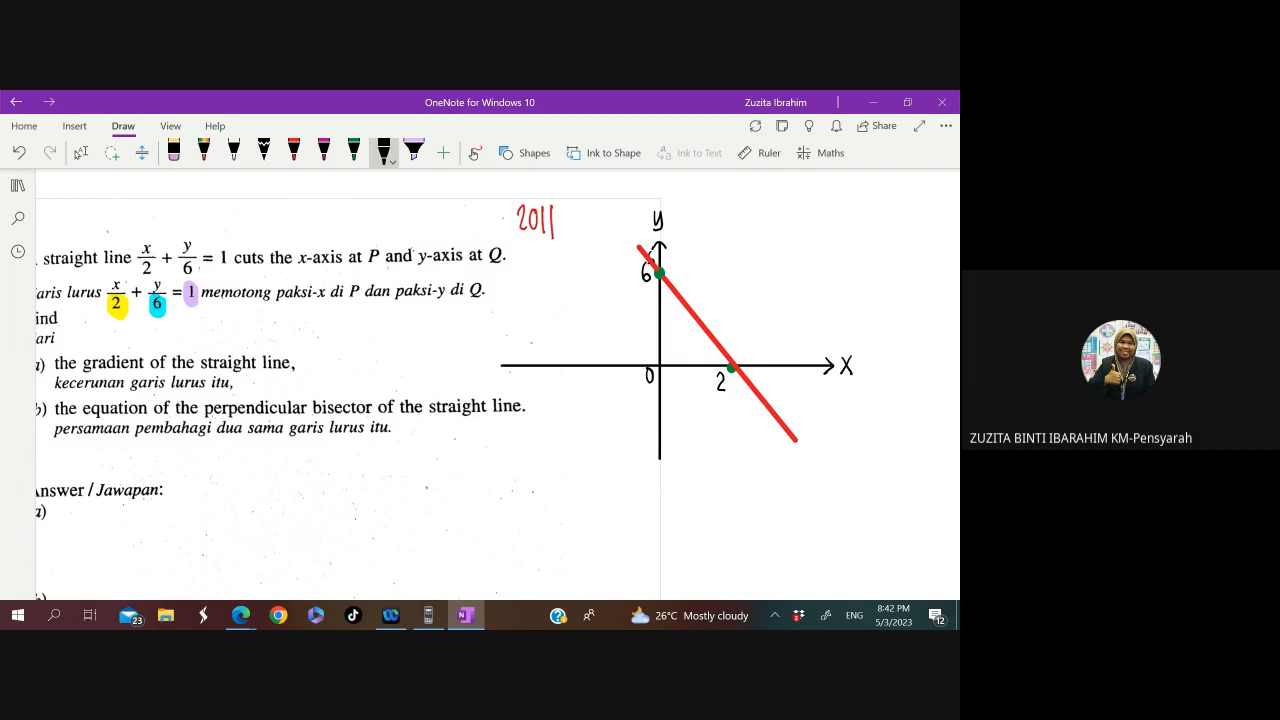 OneNote for Windows 10
Zuzita Ibrahim
Home Insert Draw View Help
Share
Shapes Ink to Shape Ink to Text Ruler Maths
2011
straight line x/2 + y/6 = 1 cuts the x-axis at P and y-axis at Q.
aris lurus x/2 + y/6 = 1 memotong paksi-x di P dan paksi-y di Q.
ind
ari
a) the gradient of the straight line,
kecerunan garis lurus itu,
b) the equation of the perpendicular bisector of the straight line.
persamaan pembahagi dua sama garis lurus itu.
Answer / Jawapan:
a)
b)
y
6
0
2
X
ZUZITA BINTI IBARAHIM KM-Pensyarah
23
26°C Mostly cloudy
ENG
8:42 PM
5/3/2023
12